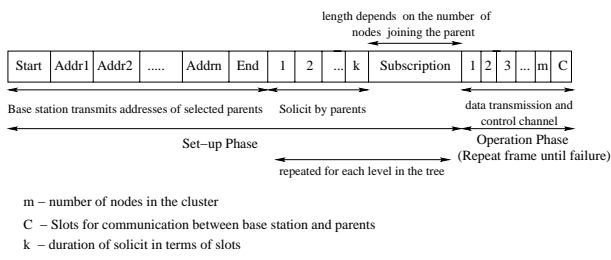 length depends on the number of
nodes joining the parent
Start Addr1 Addr2 ..... Addrn End 1 2 ... k Subscription 1 2 3 ... m C
Base station transmits addresses of selected parents
Solicit by parents
data transmission and
control channel
Set-up Phase
Operation Phase
(Repeat frame until failure)
repeated for each level in the tree
m – number of nodes in the cluster
C – Slots for communication between base station and parents
k – duration of solicit in terms of slots